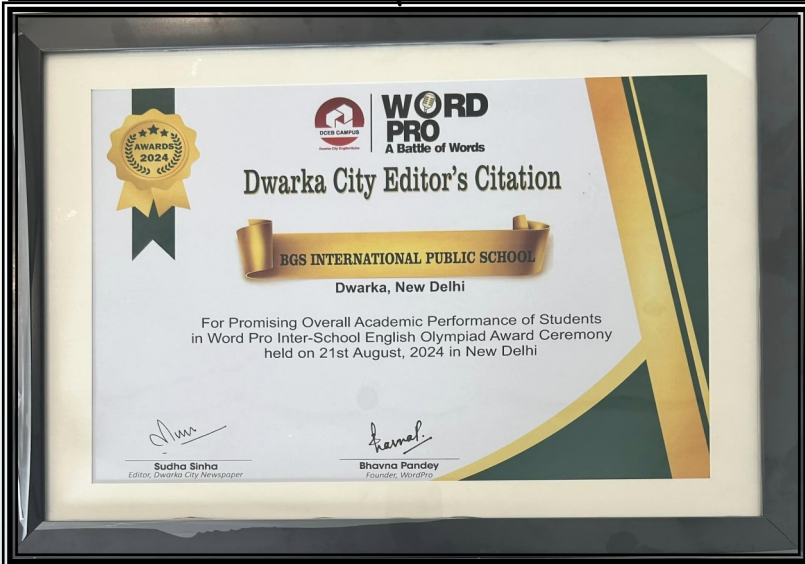 AWARDS
2024
DCEB CAMPUS
WORD
PRO
A Battle of Words
Dwarka City Editor's Citation
BGS INTERNATIONAL PUBLIC SCHOOL
Dwarka, New Delhi
For Promising Overall Academic Performance of Students
in Word Pro Inter-School English Olympiad Award Ceremony
held on 21st August, 2024 in New Delhi
Sudha Sinha
Editor, Dwarka City Newspaper
Bhavna Pandey
Founder, WordPro